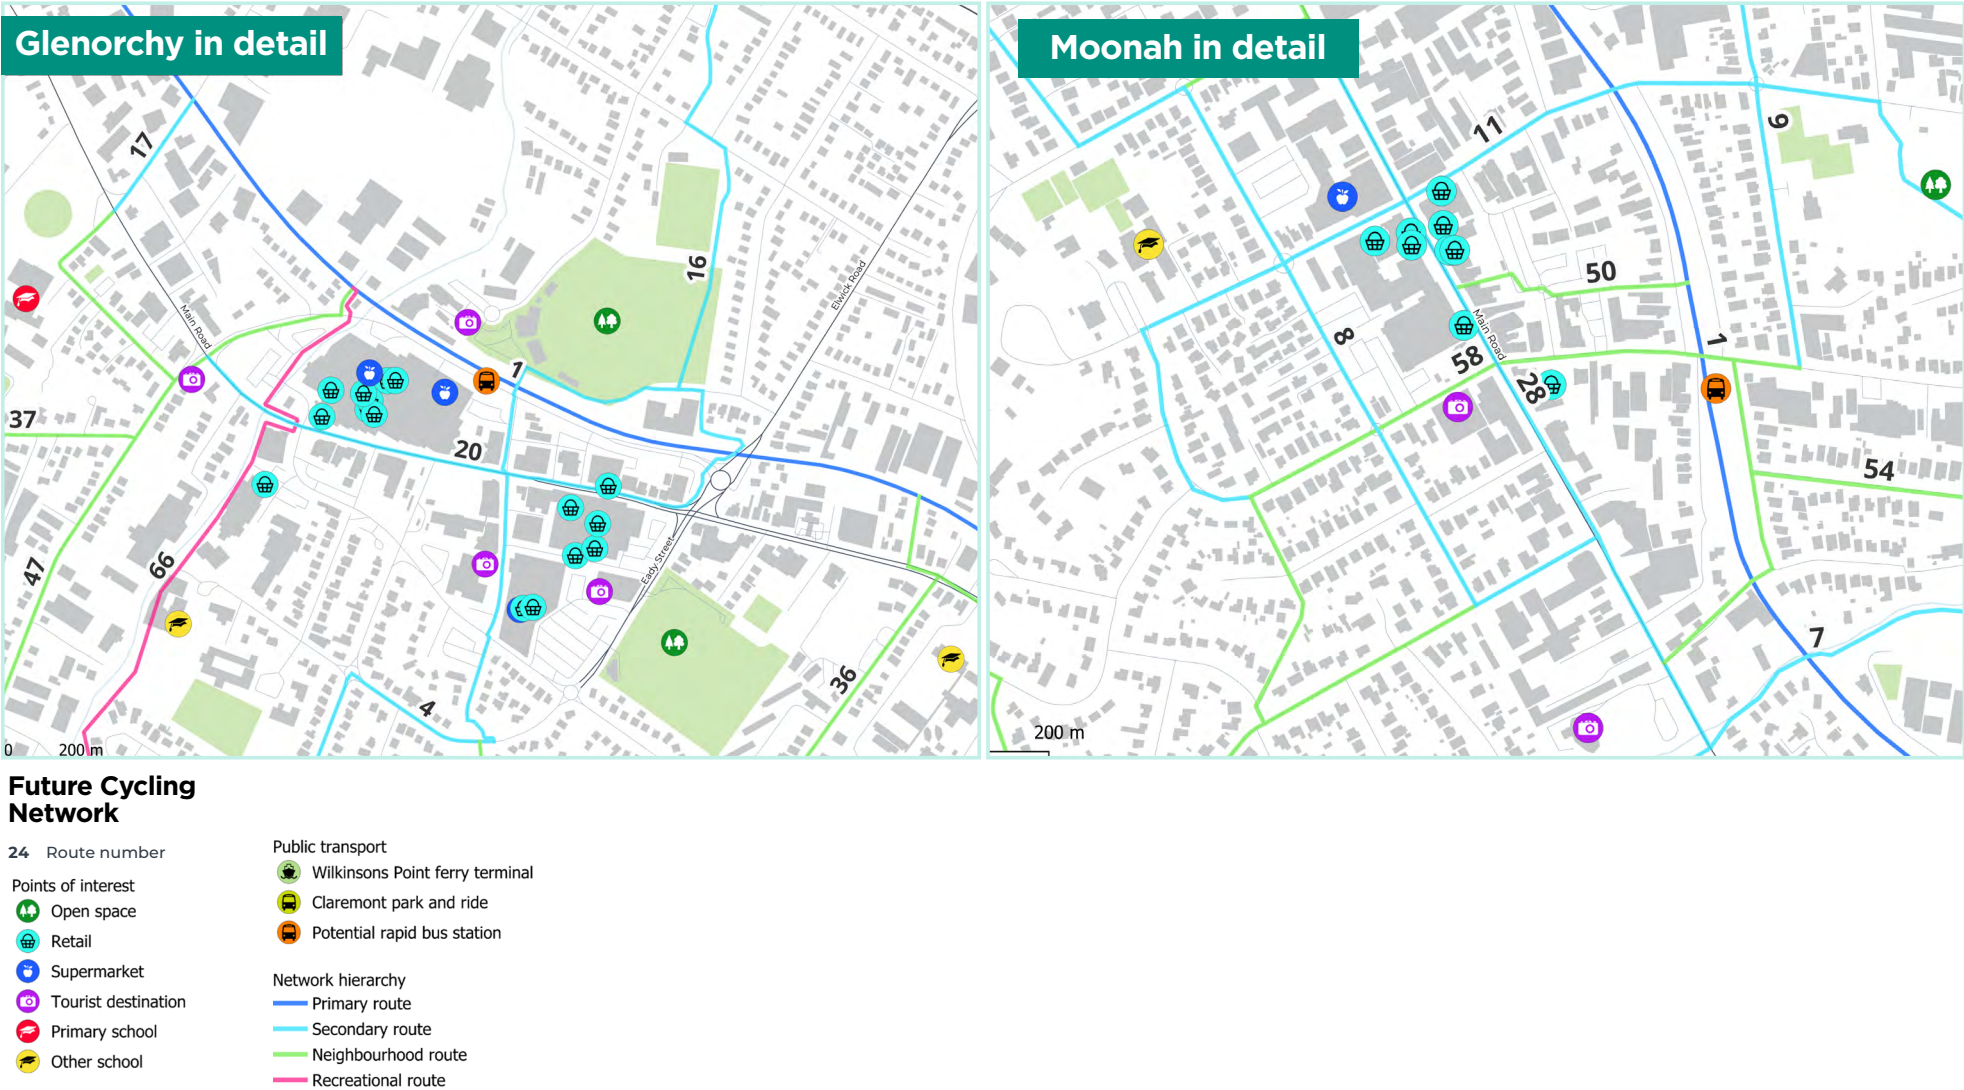 Glenorchy in detail
17
16
Elwick Road
Main Road
1
37
20
47
66
Eady Street
36
4
0 200 m
Moonah in detail
11
9
50
8
Main Road
1
58
28
54
7
200 m
Future Cycling
Network
24 Route number
Points of interest
Open space
Retail
Supermarket
Tourist destination
Primary school
Other school
Public transport
Wilkinsons Point ferry terminal
Claremont park and ride
Potential rapid bus station
Network hierarchy
Primary route
Secondary route
Neighbourhood route
Recreational route